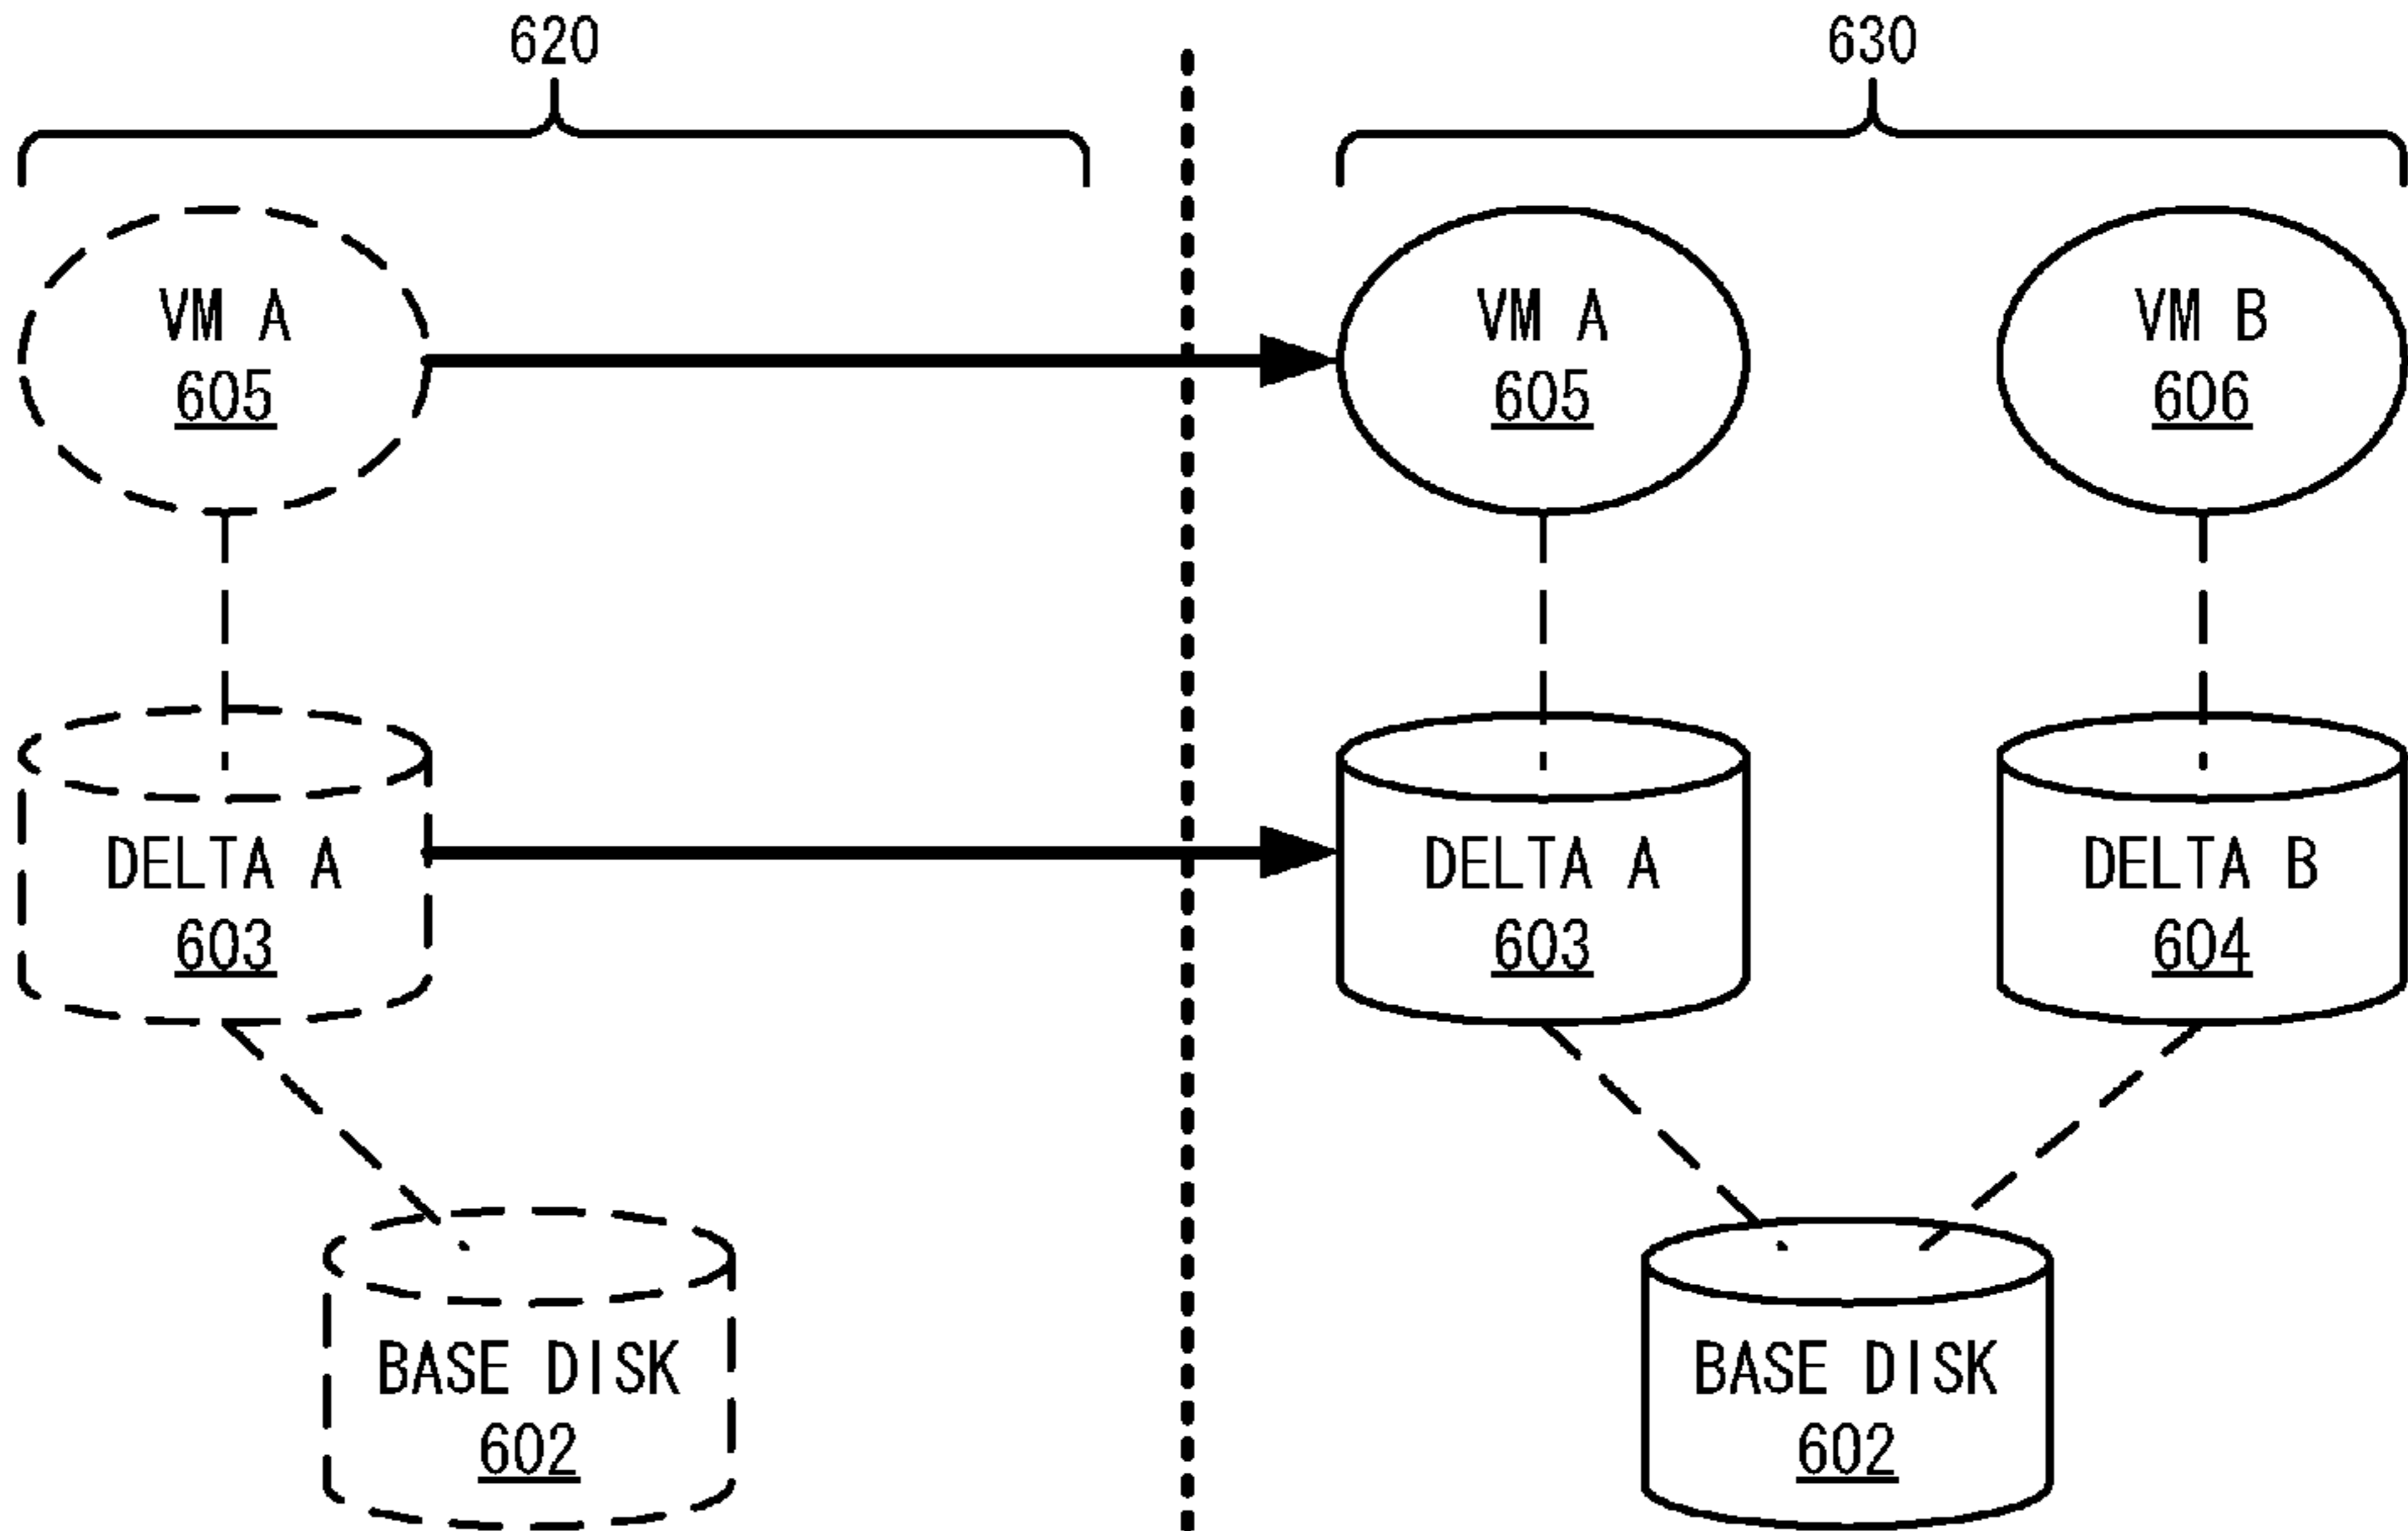 620
630
VM A
605
VM A
605
VM B
606
DELTA A
603
DELTA A
603
DELTA B
604
BASE DISK
602
BASE DISK
602